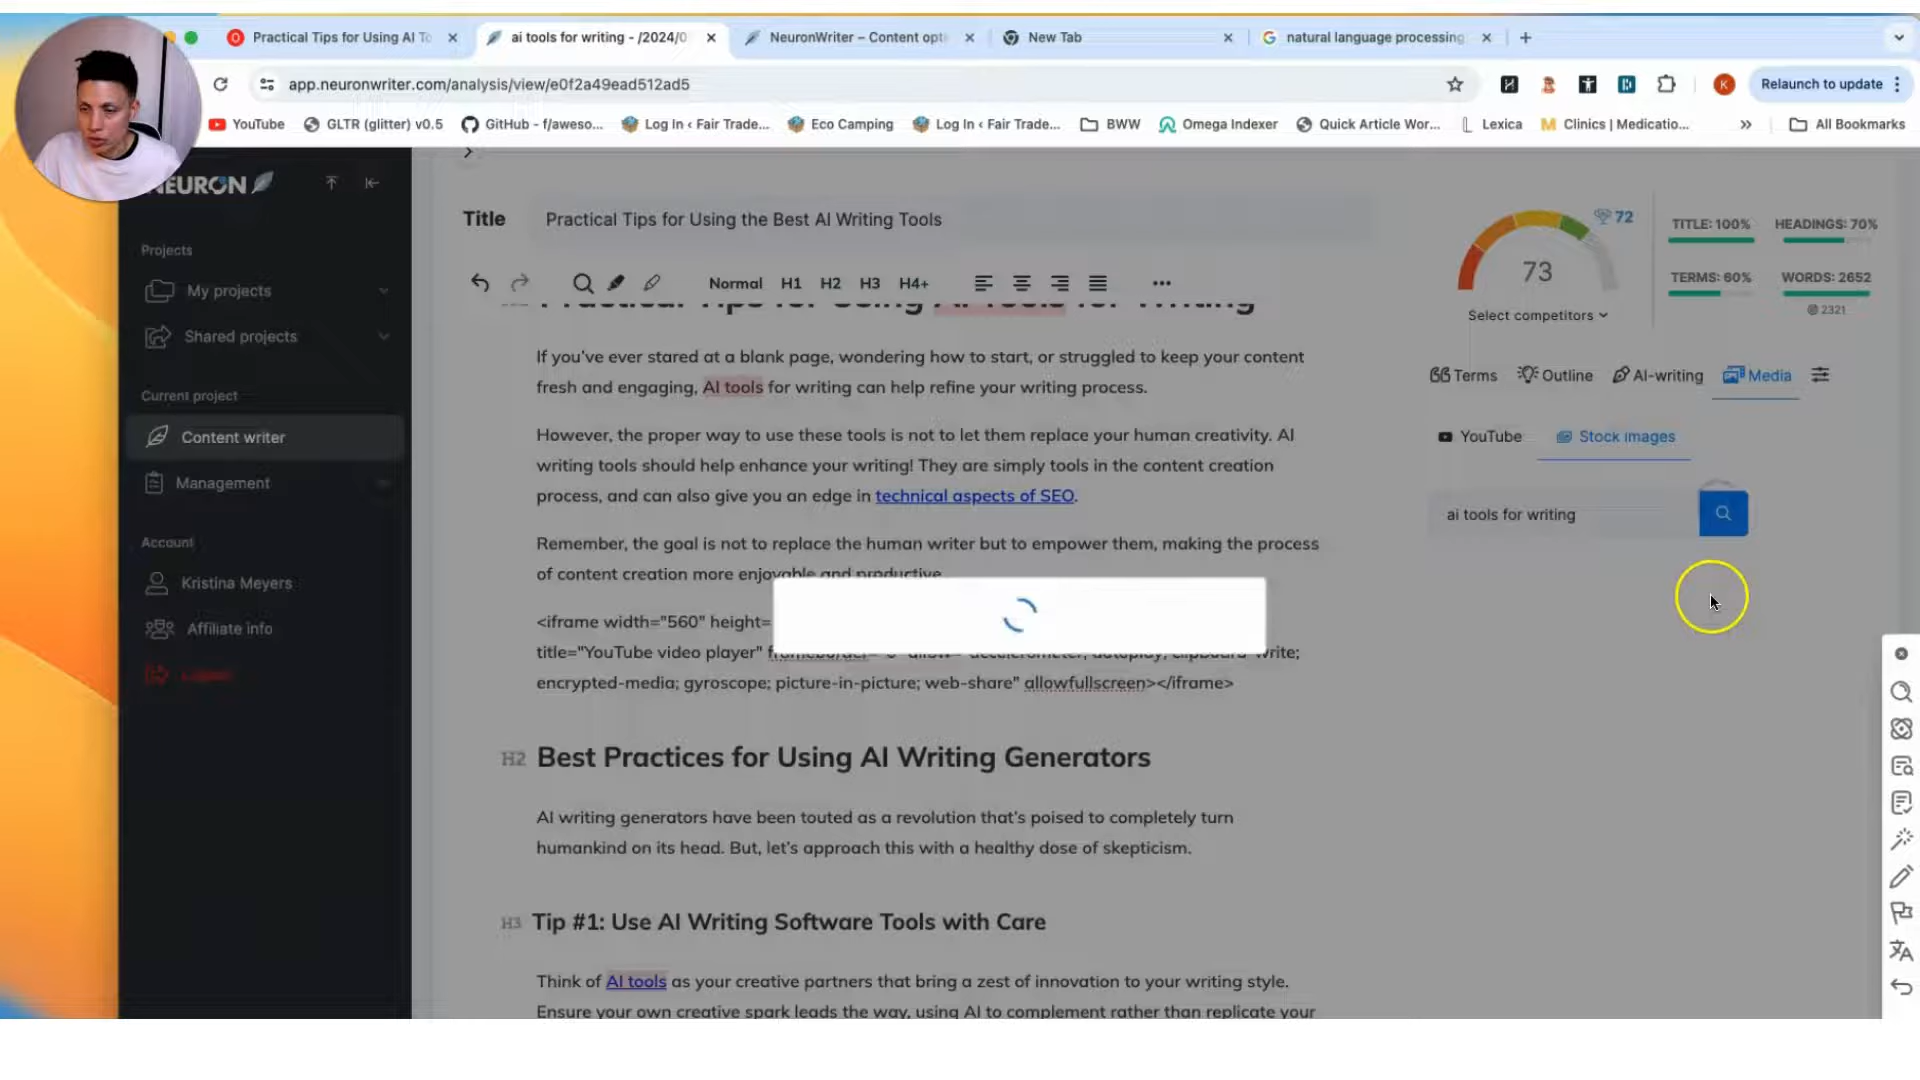 Practical Tips for Using AI To
ai tools for writing - /2024/0
NeuronWriter – Content opt
New Tab
natural language processing
app.neuronwriter.com/analysis/view/e0f2a49ead512ad5
K
Relaunch to update
YouTube
GLTR (glitter) v0.5
GitHub - f/aweso...
Log In ‹ Fair Trade...
Eco Camping
Log In ‹ Fair Trade...
BWW
Omega Indexer
Quick Article Wor...
Lexica
Clinics | Medicatio...
»
All Bookmarks
NEURON
Projects
My projects
Shared projects
Current project
Content writer
Management
Account
Kristina Meyers
Affiliate info
Title
Practical Tips for Using the Best AI Writing Tools
Normal H1 H2 H3 H4+
Practical Tips for Using AI Tools for Writing
If you've ever stared at a blank page, wondering how to start, or struggled to keep your content
fresh and engaging, AI tools for writing can help refine your writing process.
However, the proper way to use these tools is not to let them replace your human creativity. AI
writing tools should help enhance your writing! They are simply tools in the content creation
process, and can also give you an edge in technical aspects of SEO.
Remember, the goal is not to replace the human writer but to empower them, making the process
of content creation more enjoyable and productive.
<iframe width="560" height=
title="YouTube video player" write;
encrypted-media; gyroscope; picture-in-picture; web-share" allowfullscreen></iframe>
H2 Best Practices for Using AI Writing Generators
AI writing generators have been touted as a revolution that's poised to completely turn
humankind on its head. But, let's approach this with a healthy dose of skepticism.
H3 Tip #1: Use AI Writing Software Tools with Care
Think of AI tools as your creative partners that bring a zest of innovation to your writing style.
Ensure your own creative spark leads the way, using AI to complement rather than replicate your
72
73
Select competitors
TITLE: 100%
HEADINGS: 70%
TERMS: 60%
WORDS: 2652
2321
Terms
Outline
AI-writing
Media
YouTube
Stock images
ai tools for writing